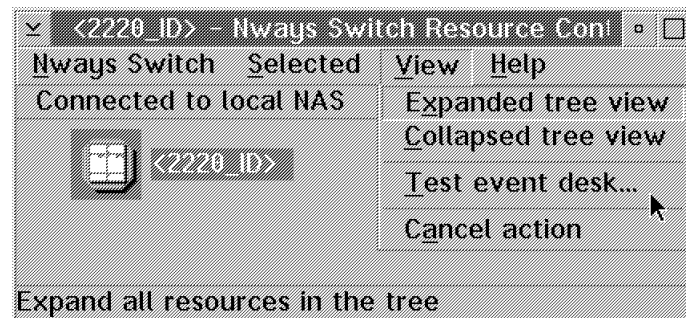 <2220_ID> - Nways Switch Resource Cont
Nways Switch Selected View Help
Connected to local NAS
Expanded tree view
Collapsed tree view
<2220_ID>
Test event desk...
Cancel action
Expand all resources in the tree